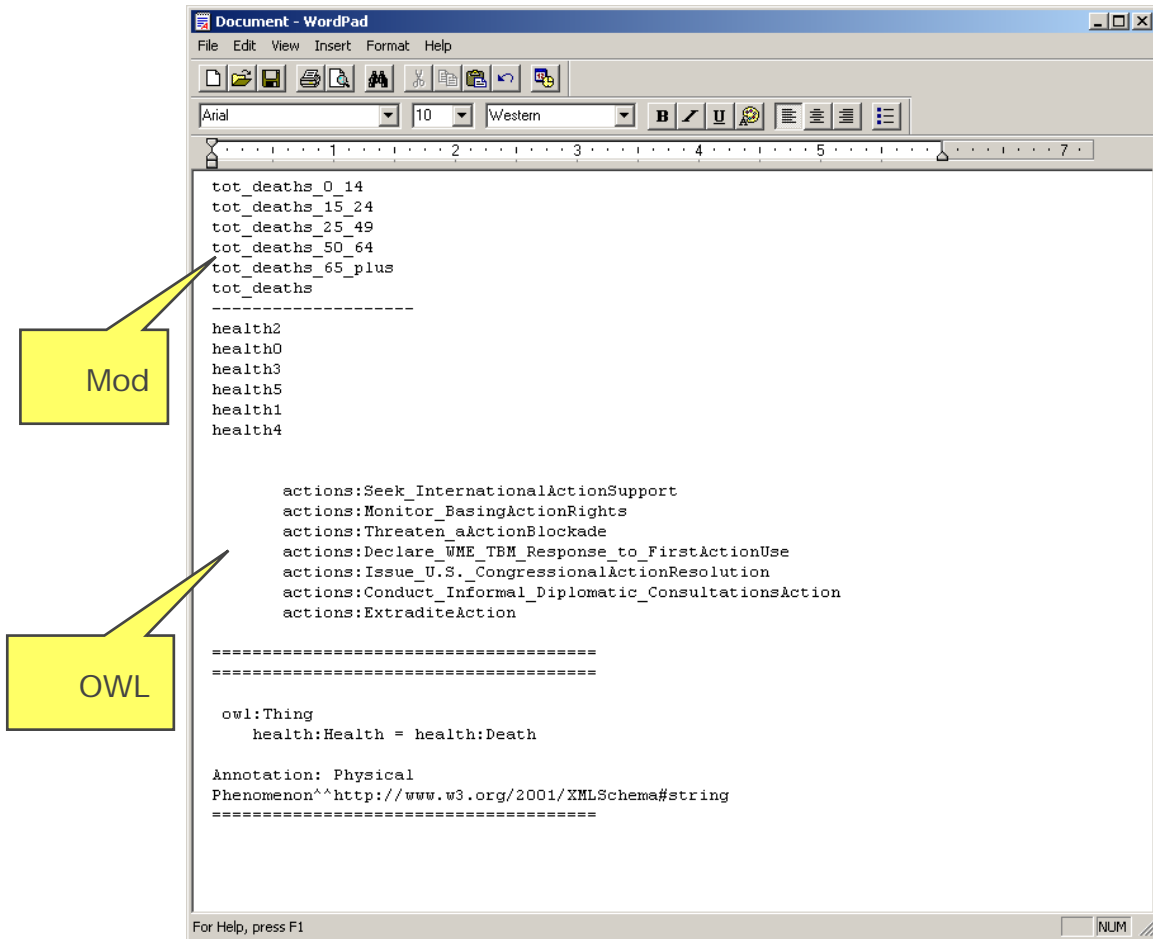 Document - WordPad
File Edit View Insert Format Help
Arial 10 Western B I U
1 2 3 4 5 7
tot_deaths_0_14
tot_deaths_15_24
tot_deaths_25_49
tot_deaths_50_64
tot_deaths_65_plus
tot_deaths
--------------------
health2
health0
health3
health5
health1
health4
Mod
actions:Seek_InternationalActionSupport
actions:Monitor_BasingActionRights
actions:Threaten_aActionBlockade
actions:Declare_WME_TBM_Response_to_FirstActionUse
actions:Issue_U.S._CongressionalActionResolution
actions:Conduct_Informal_Diplomatic_ConsultationsAction
actions:ExtraditeAction
OWL
======================================
======================================
owl:Thing
health:Health = health:Death
Annotation: Physical
Phenomenon^^http://www.w3.org/2001/XMLSchema#string
======================================
For Help, press F1
NUM